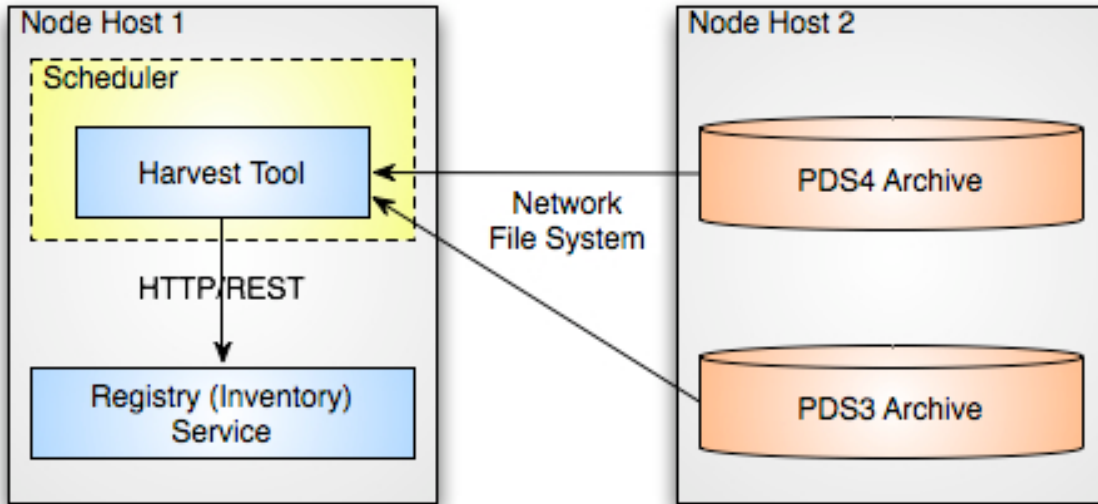 Node Host 1
Scheduler
Harvest Tool
HTTP/REST
Registry (Inventory)
Service
Network
File System
Node Host 2
PDS4 Archive
PDS3 Archive